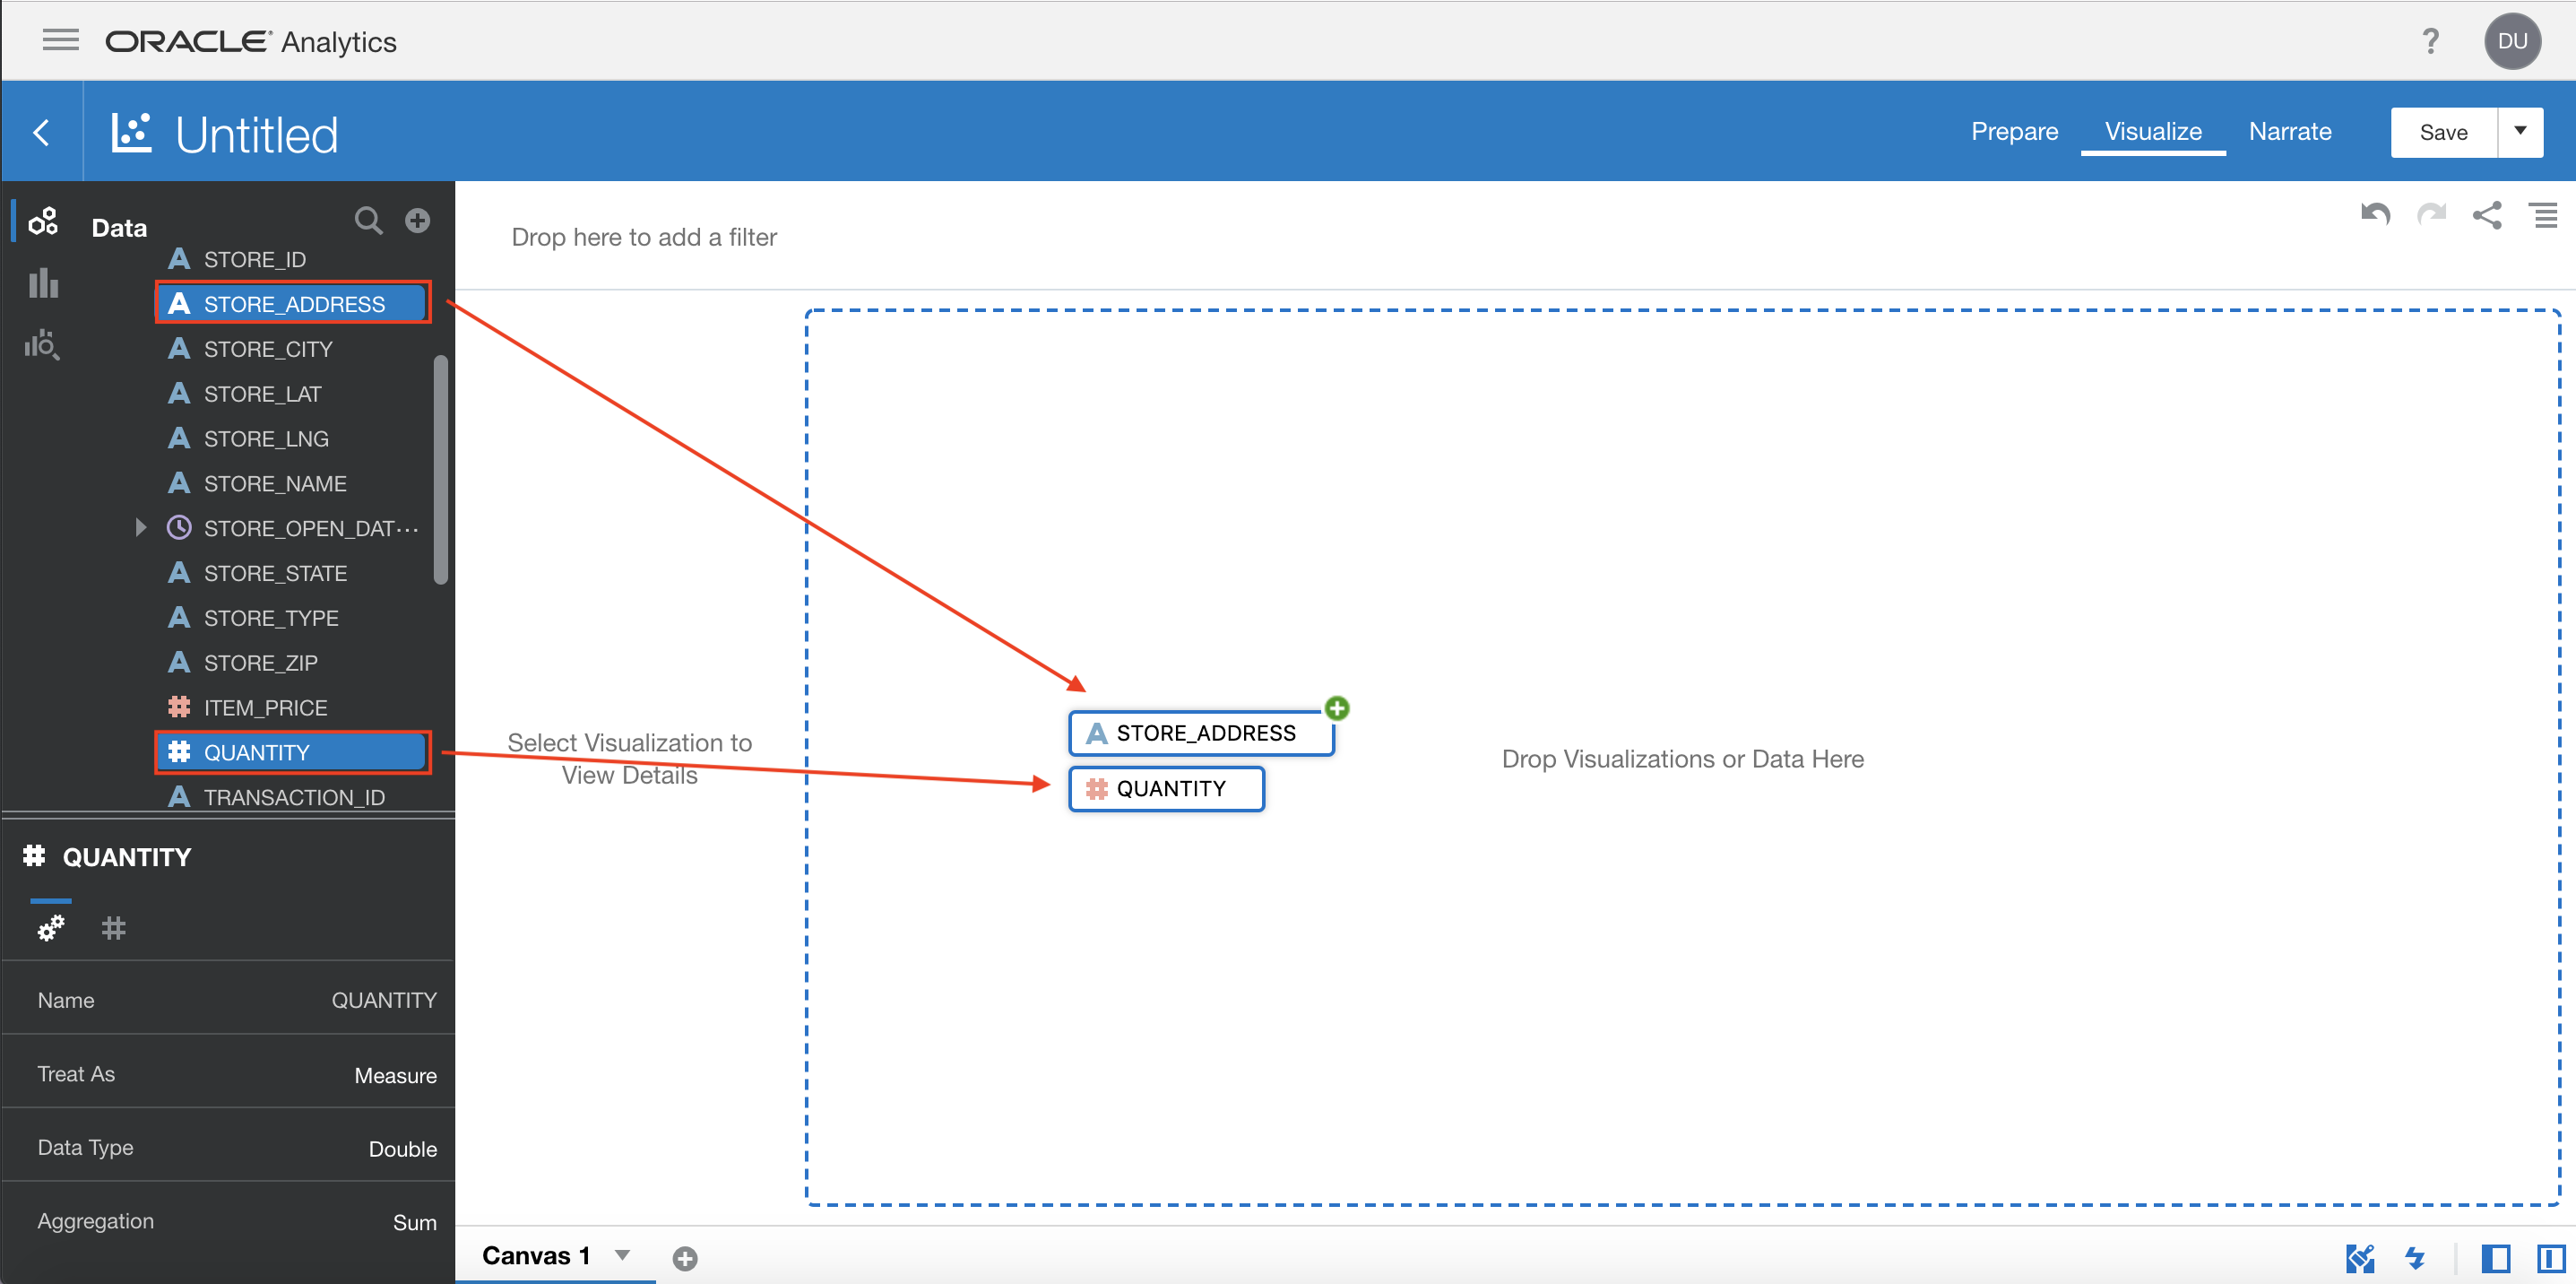 ORACLE Analytics
?
DU
Untitled
Prepare
Visualize
Narrate
Save
Data
Drop here to add a filter
A STORE_ID
A STORE_ADDRESS
A STORE_CITY
A STORE_LAT
A STORE_LNG
A STORE_NAME
STORE_OPEN_DAT...
A STORE_STATE
A STORE_TYPE
A STORE_ZIP
# ITEM_PRICE
# QUANTITY
A TRANSACTION_ID
Select Visualization to
View Details
A STORE_ADDRESS
# QUANTITY
Drop Visualizations or Data Here
# QUANTITY
#
Name QUANTITY
Treat As Measure
Data Type Double
Aggregation Sum
Canvas 1